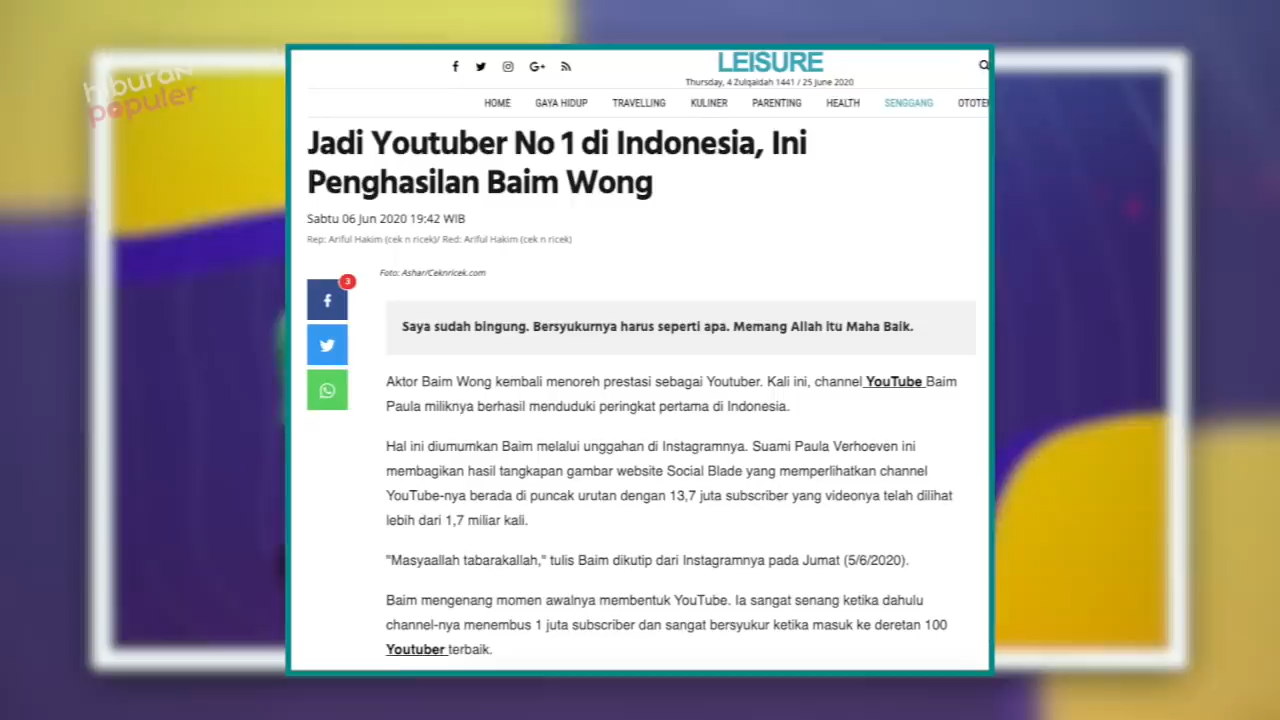 hiburan
populer
LEISURE
Thursday, 4 Zulqaidah 1441 / 25 June 2020
HOME GAYA HIDUP TRAVELLING KULINER PARENTING HEALTH SENGGANG OTOTEK
Jadi Youtuber No 1 di Indonesia, Ini
Penghasilan Baim Wong
Sabtu 06 Jun 2020 19:42 WIB
Rep: Ariful Hakim (cek n ricek)/ Red: Ariful Hakim (cek n ricek)
Foto: Ashar/Ceknricek.com
3
Saya sudah bingung. Bersyukurnya harus seperti apa. Memang Allah itu Maha Baik.
Aktor Baim Wong kembali menoreh prestasi sebagai Youtuber. Kali ini, channel YouTube Baim
Paula miliknya berhasil menduduki peringkat pertama di Indonesia.
Hal ini diumumkan Baim melalui unggahan di Instagramnya. Suami Paula Verhoeven ini
membagikan hasil tangkapan gambar website Social Blade yang memperlihatkan channel
YouTube-nya berada di puncak urutan dengan 13,7 juta subscriber yang videonya telah dilihat
lebih dari 1,7 miliar kali.
"Masyaallah tabarakallah," tulis Baim dikutip dari Instagramnya pada Jumat (5/6/2020).
Baim mengenang momen awalnya membentuk YouTube. Ia sangat senang ketika dahulu
channel-nya menembus 1 juta subscriber dan sangat bersyukur ketika masuk ke deretan 100
Youtuber terbaik.